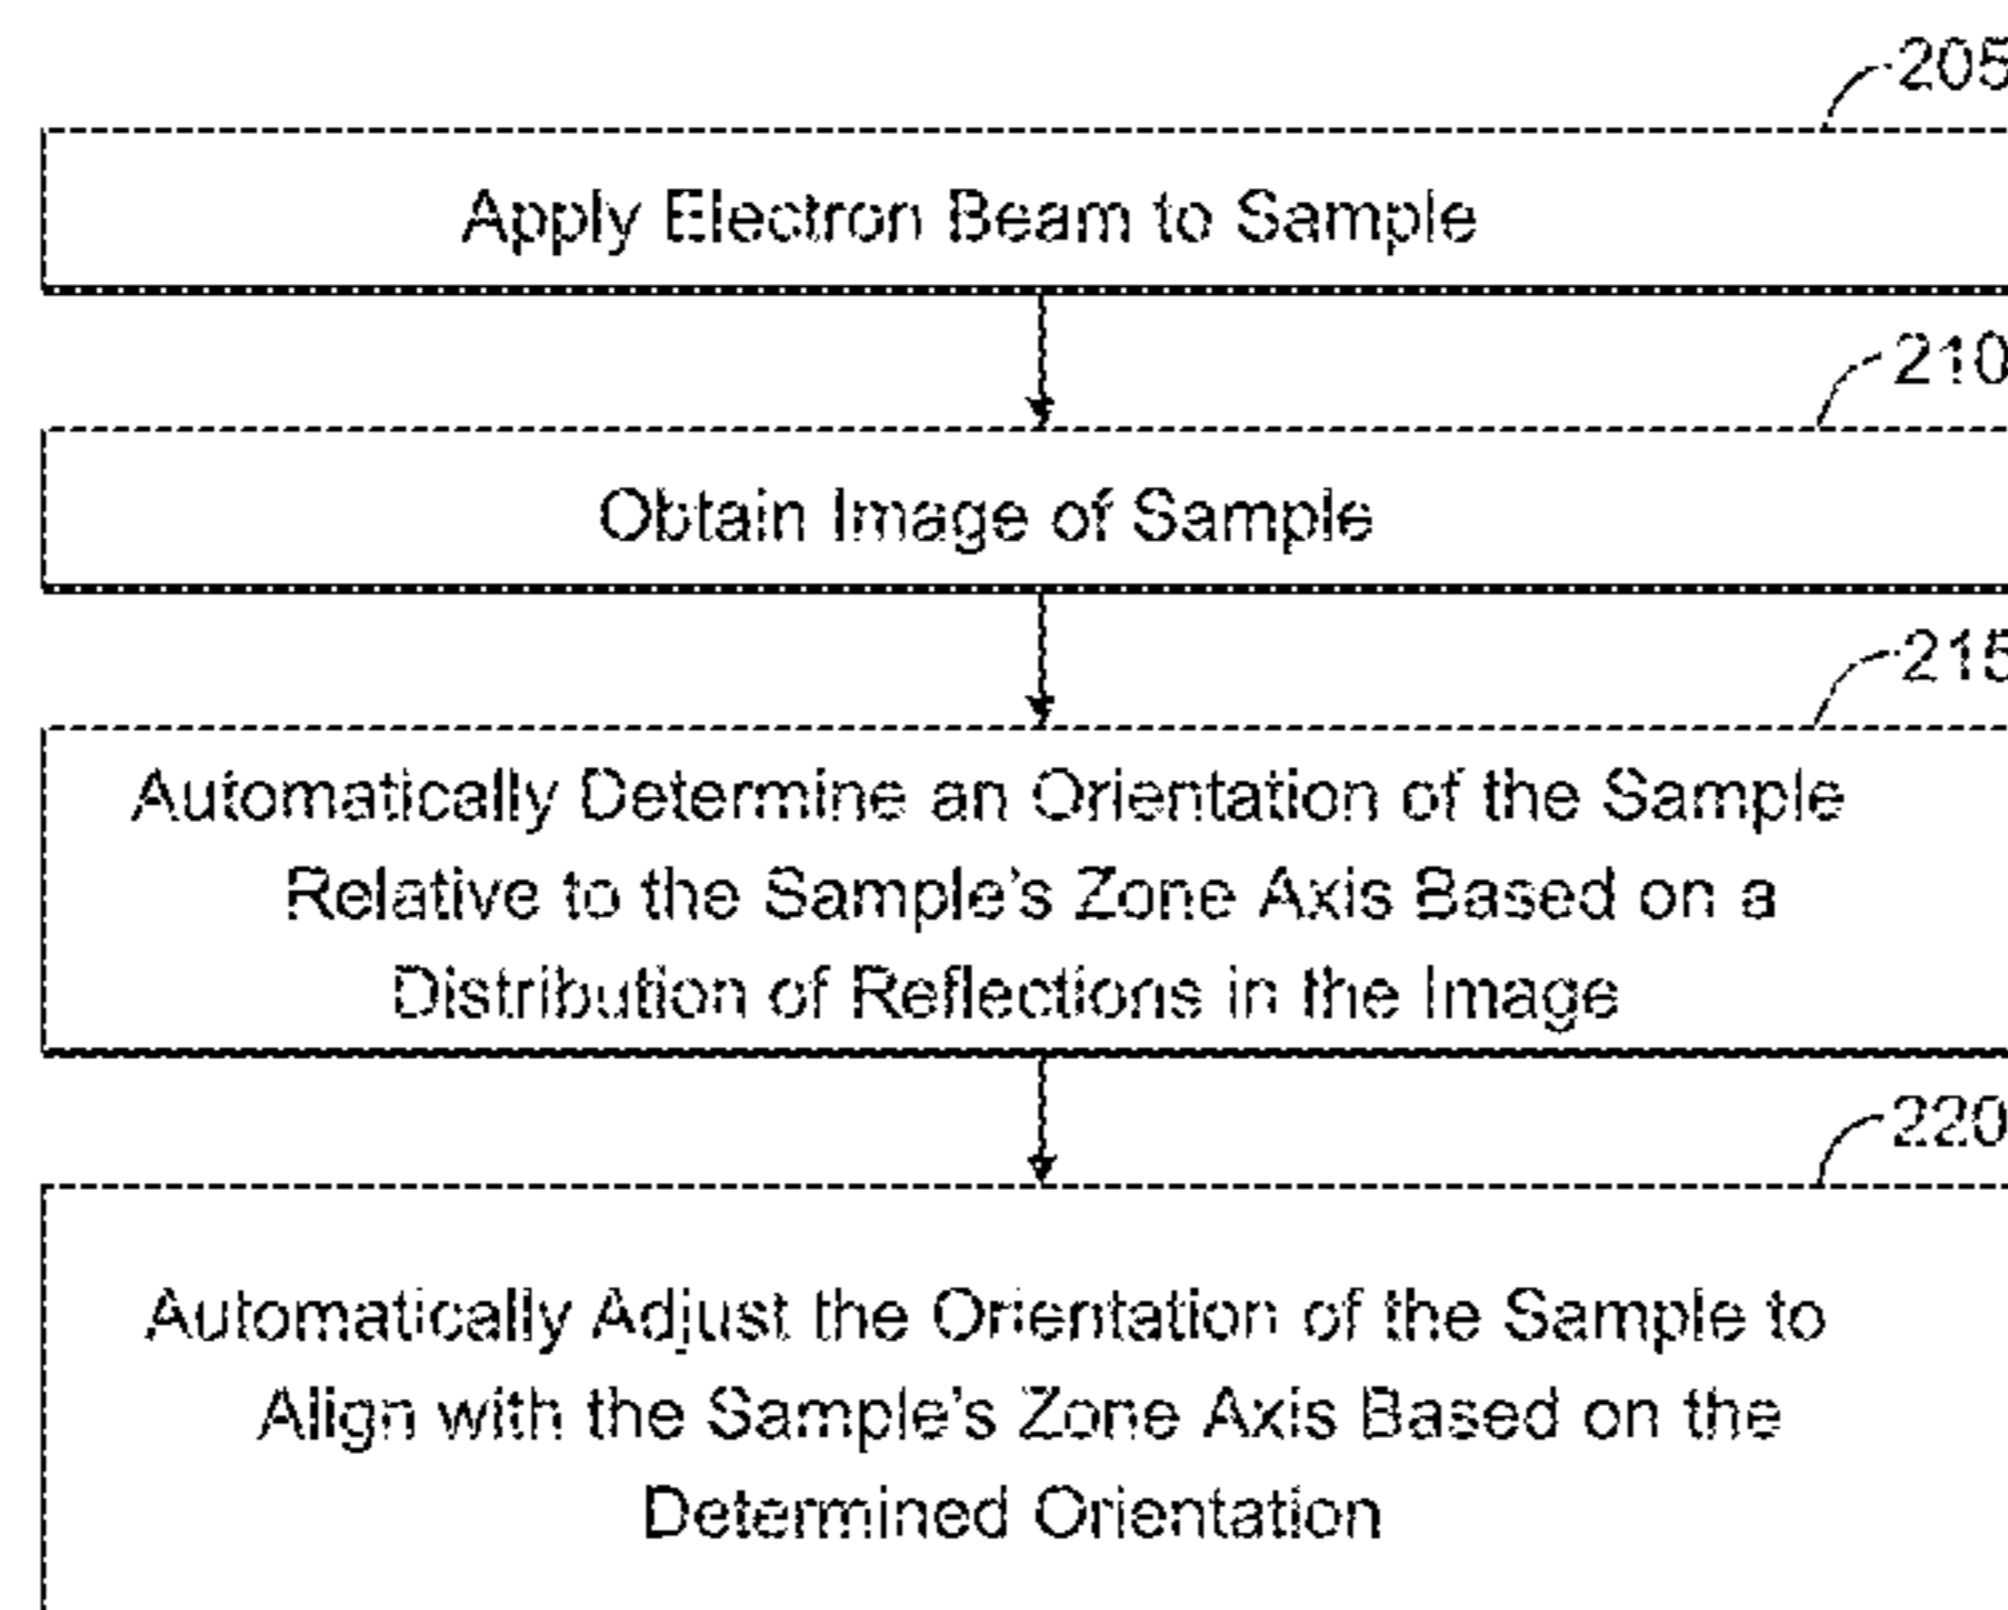 205
Apply Electron Beam to Sample
210
Obtain Image of Sample
215
Automatically Determine an Orientation of the Sample
Relative to the Sample's Zone Axis Based on a
Distribution of Reflections in the Image
220
Automatically Adjust the Orientation of the Sample to
Align with the Sample's Zone Axis Based on the
Determined Orientation